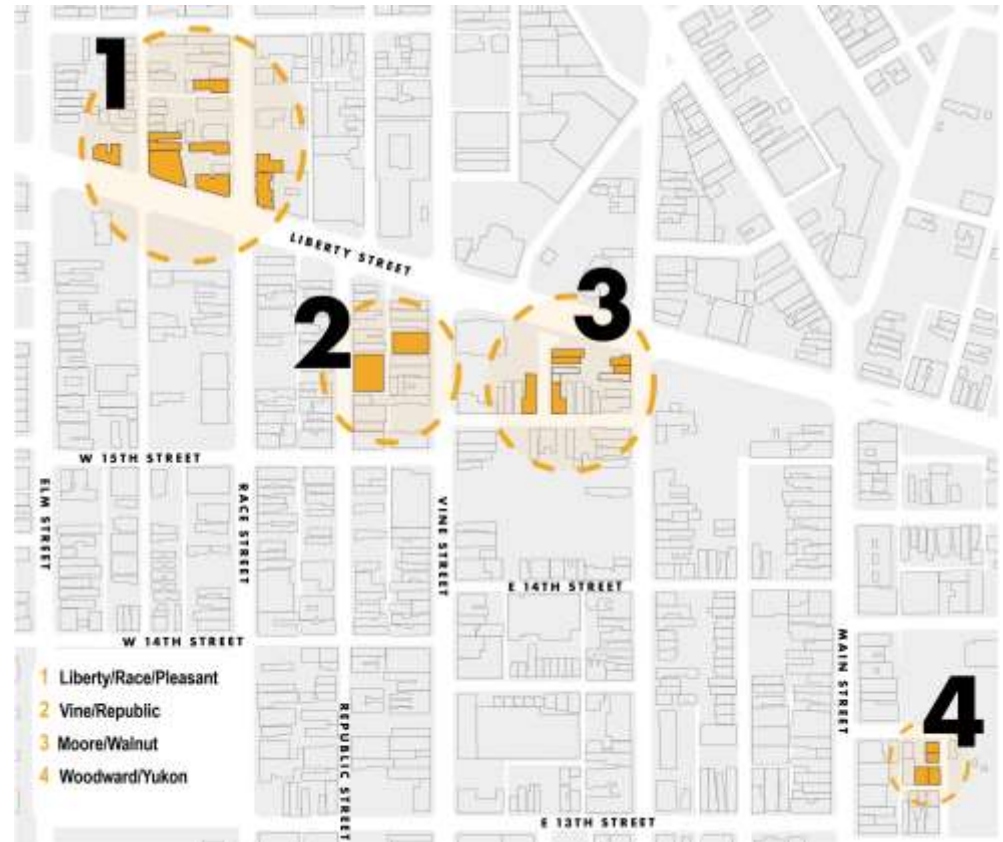 1
LIBERTY STREET
2
3
W 15TH STREET
ELM STREET
RACE STREET
VINE STREET
E 14TH STREET
W 14TH STREET
MAIN STREET
1 Liberty/Race/Pleasant
2 Vine/Republic
3 Moore/Walnut
4 Woodward/Yukon
REPUBLIC STREET
4
E 13TH STREET